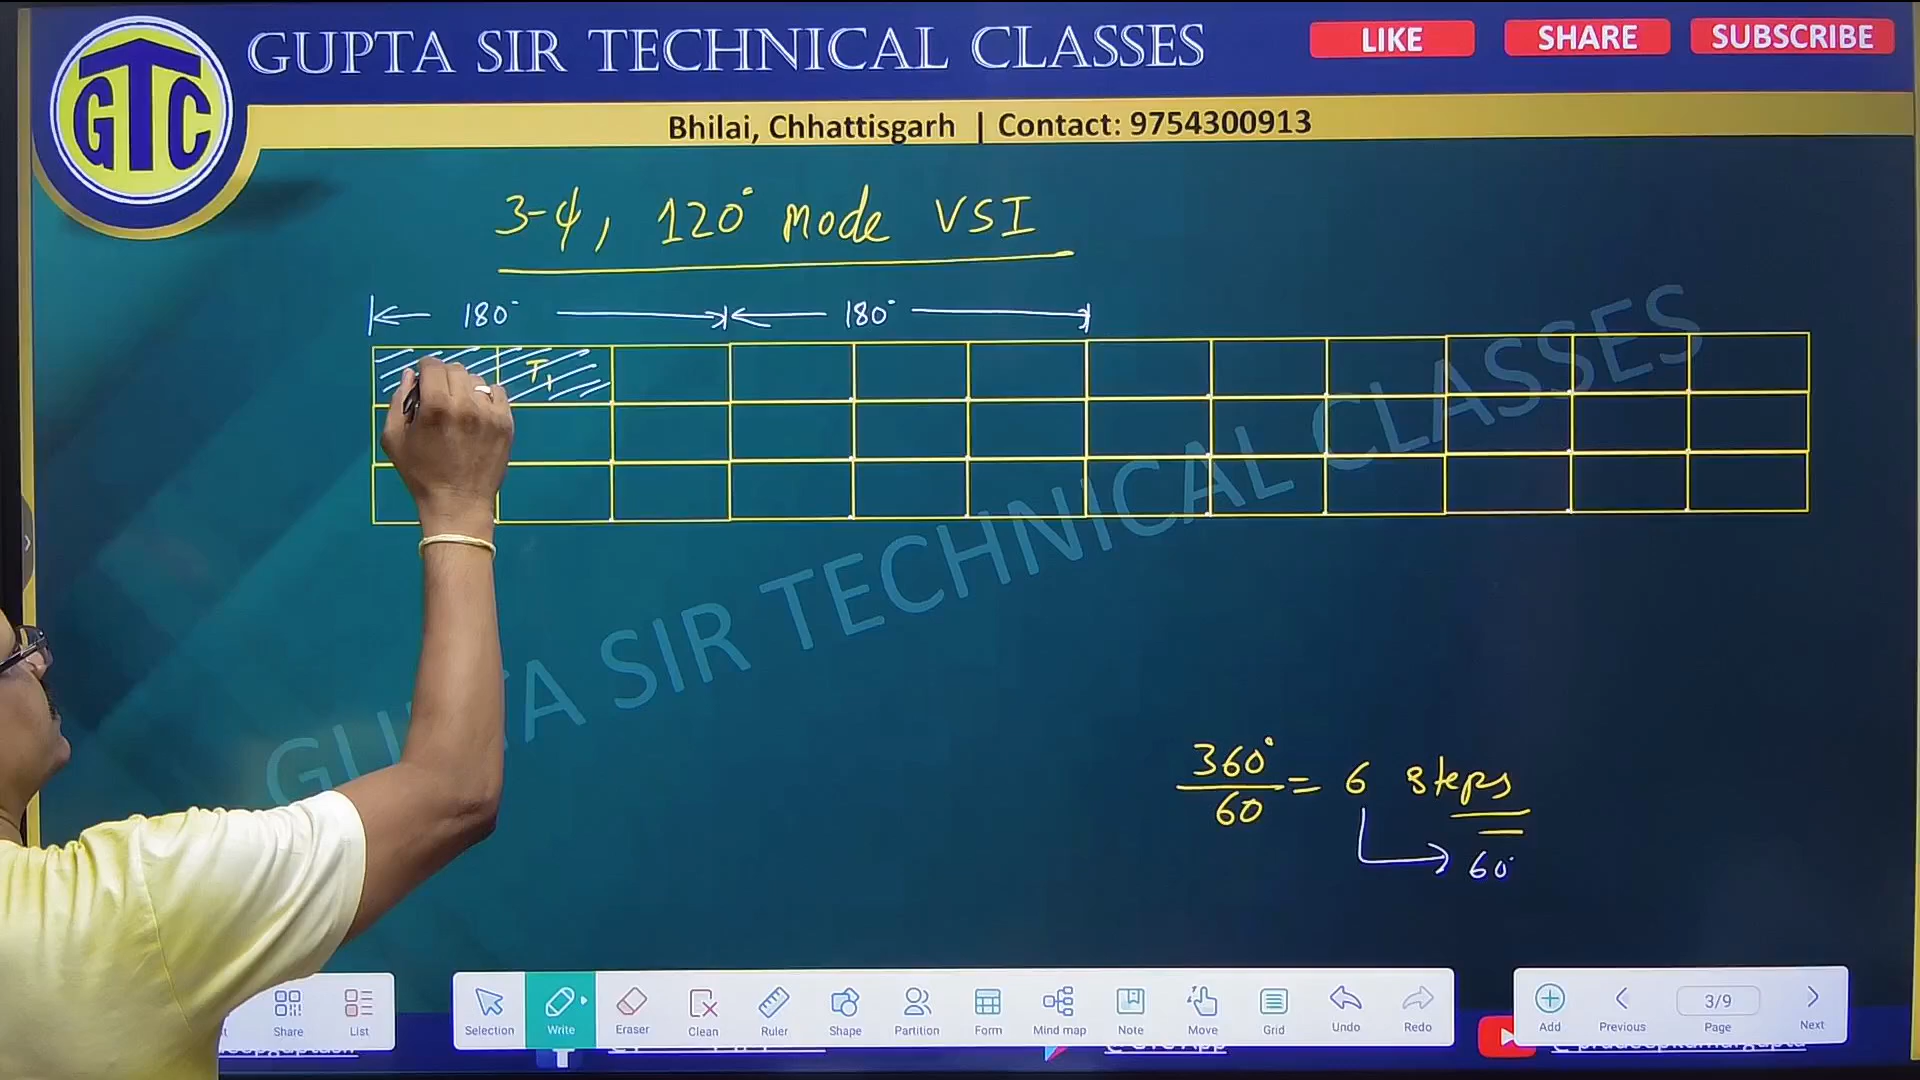 GTC
GUPTA SIR TECHNICAL CLASSES
LIKE
SHARE
SUBSCRIBE
Bhilai, Chhattisgarh | Contact: 9754300913
3-ϕ, 120° mode VSI
180° 180°
T1
GUPTA SIR TECHNICAL CLASSES
360°
60
= 6 steps
60°
Share
List
Selection
Write
Eraser
Clean
Ruler
Shape
Partition
Form
Mind map
Note
Move
Grid
Undo
Redo
Add
Previous
3/9
Page
Next